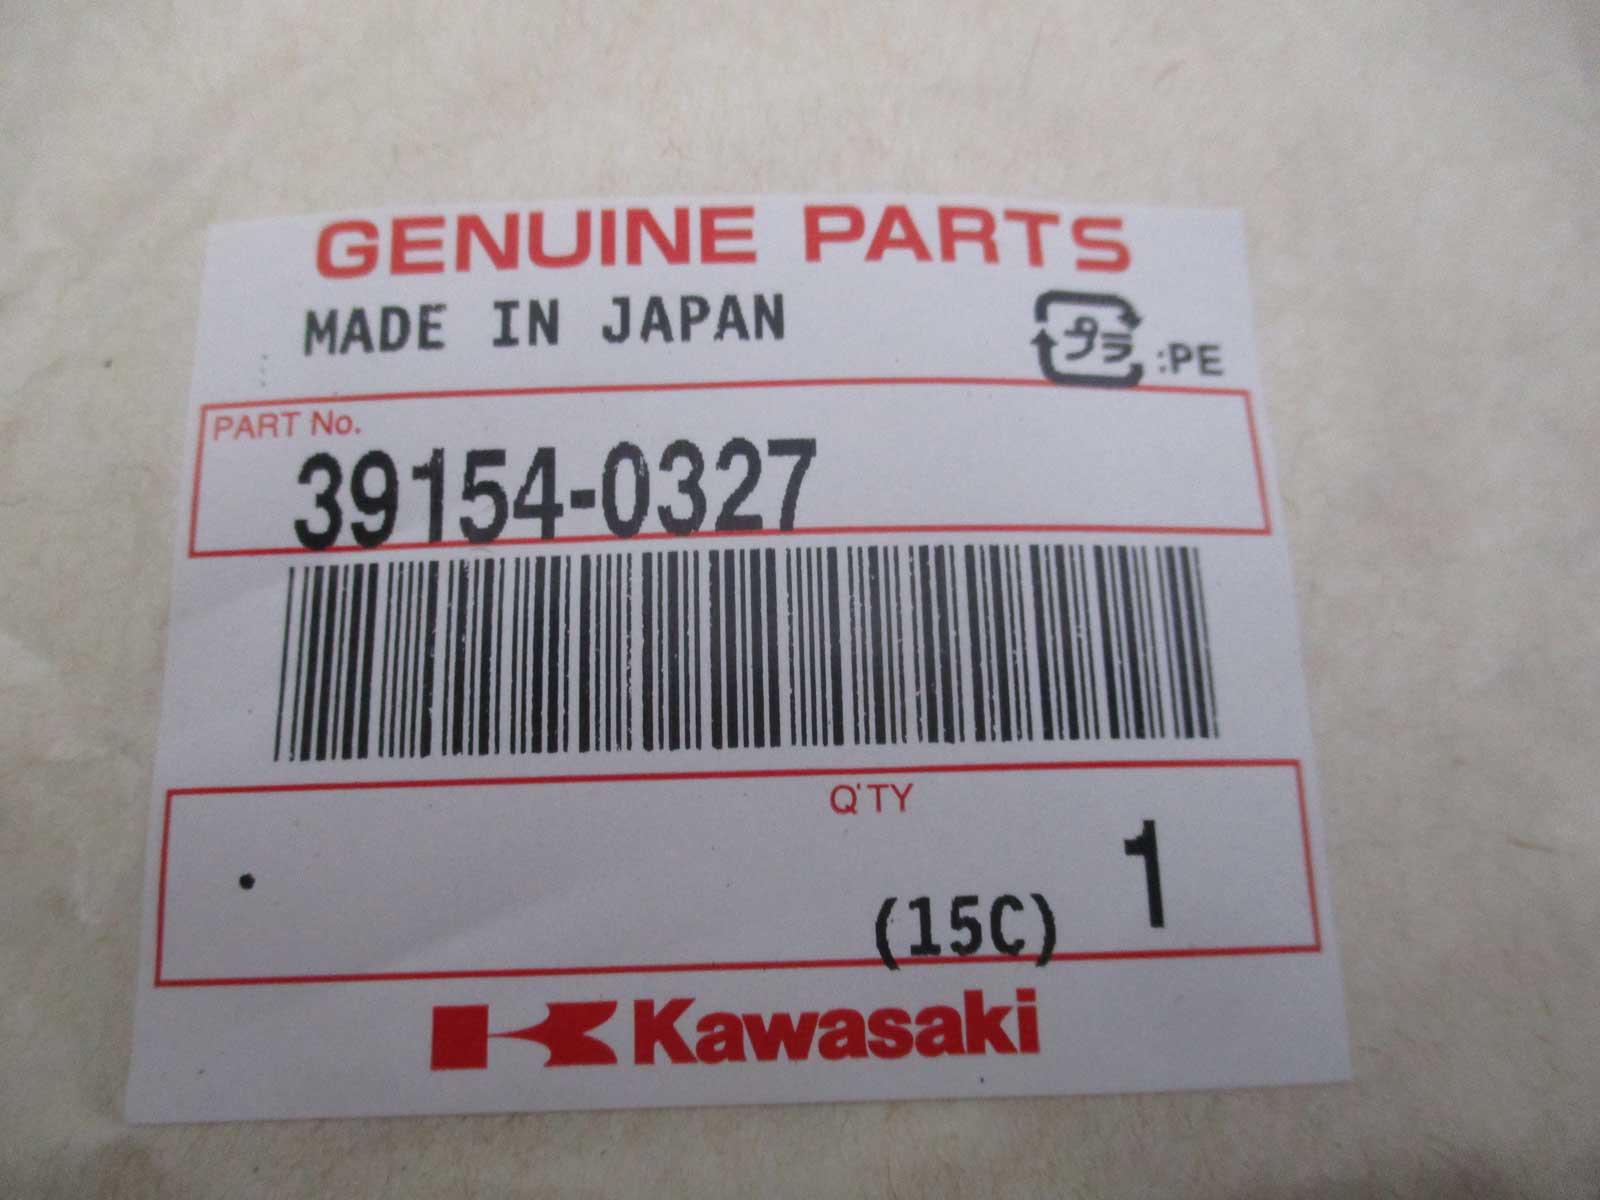 GENUINE PARTS
MADE IN JAPAN
プラ :PE
PART No.
39154-0327
Q'TY
(15C) 1
Kawasaki